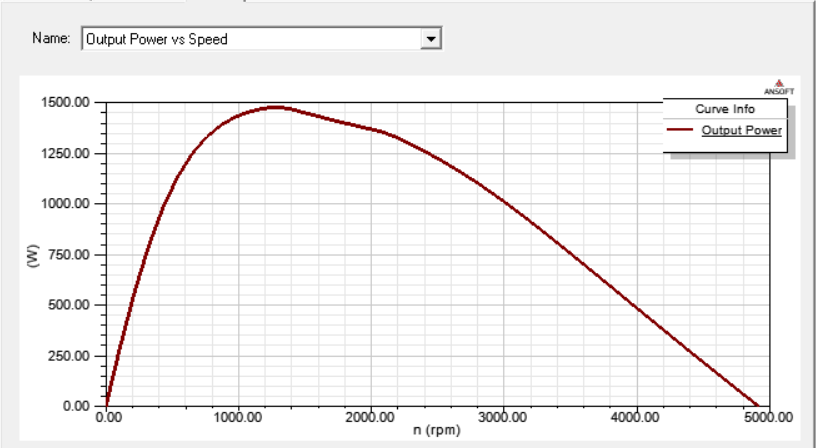 Name: Output Power vs Speed
ANSOFT
Curve Info
Output Power
1500.00
1250.00
1000.00
750.00
500.00
250.00
0.00
(W)
0.00 1000.00 2000.00 3000.00 4000.00 5000.00
n (rpm)